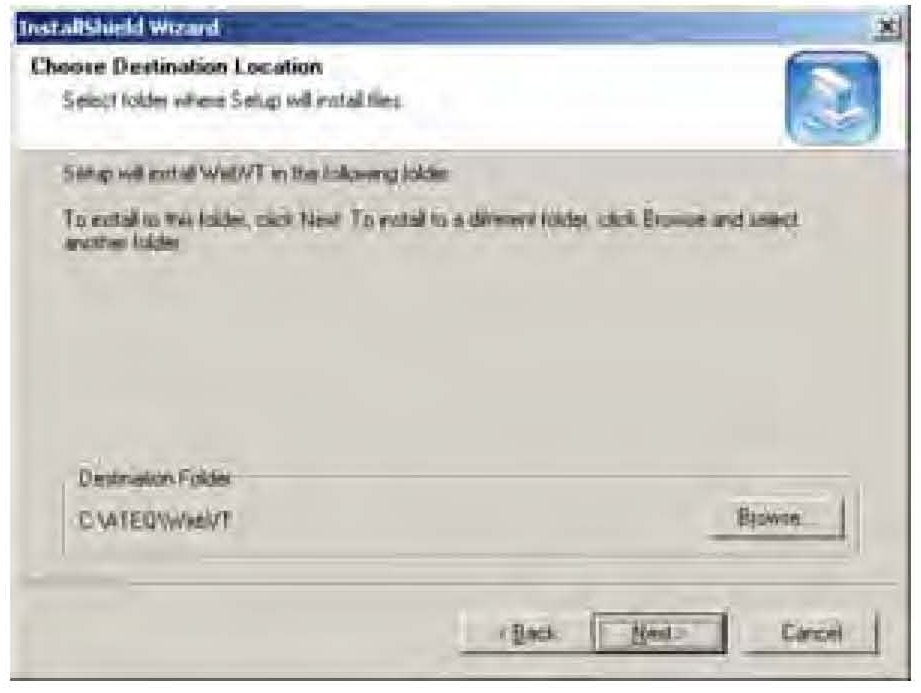 InstallShield Wizard
Choose Destination Location
Select folder where Setup will install files.
Setup will install in the following folder.
To install to this folder, click Next. To install to a different folder, click Browse and select
another folder.
Destination Folder
C:\ATEQ\
Browse...
< Back
Next >
Cancel